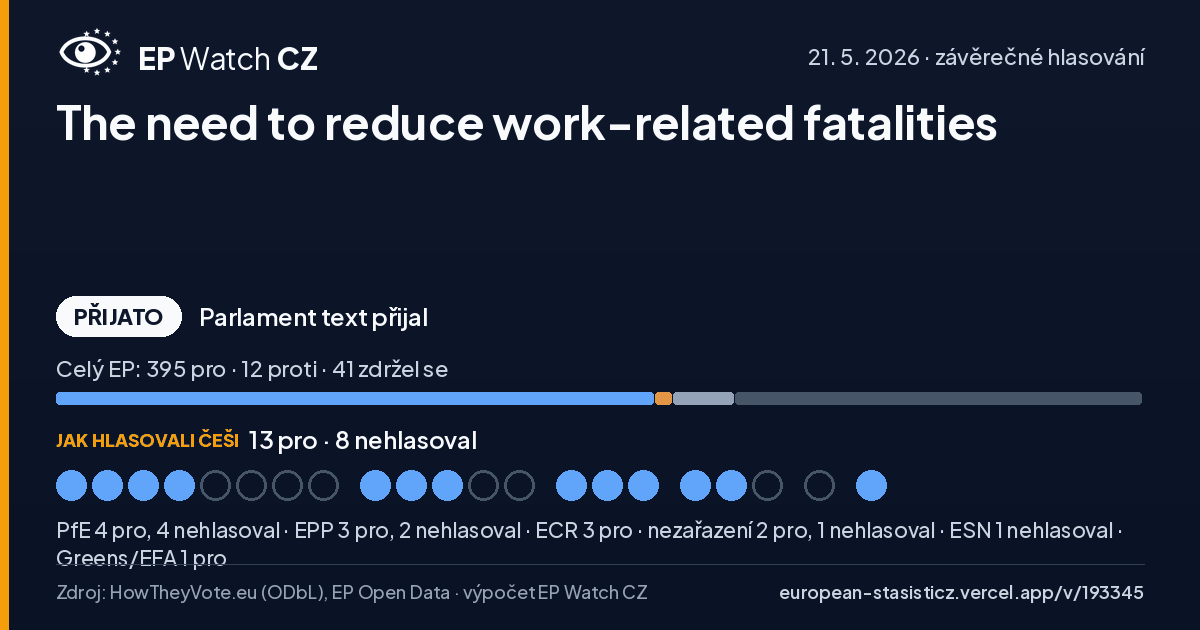 EP Watch CZ
21. 5. 2026 · závěrečné hlasování
The need to reduce work-related fatalities
PŘIJATO
Parlament text přijal
Celý EP: 395 pro · 12 proti · 41 zdržel se
JAK HLASOVALI ČEŠI 13 pro · 8 nehlasoval
PfE 4 pro, 4 nehlasoval · EPP 3 pro, 2 nehlasoval · ECR 3 pro · nezařazení 2 pro, 1 nehlasoval · ESN 1 nehlasoval ·
Greens/EFA 1 pro
Zdroj: HowTheyVote.eu (ODbL), EP Open Data · výpočet EP Watch CZ
european-stasisticz.vercel.app/v/193345